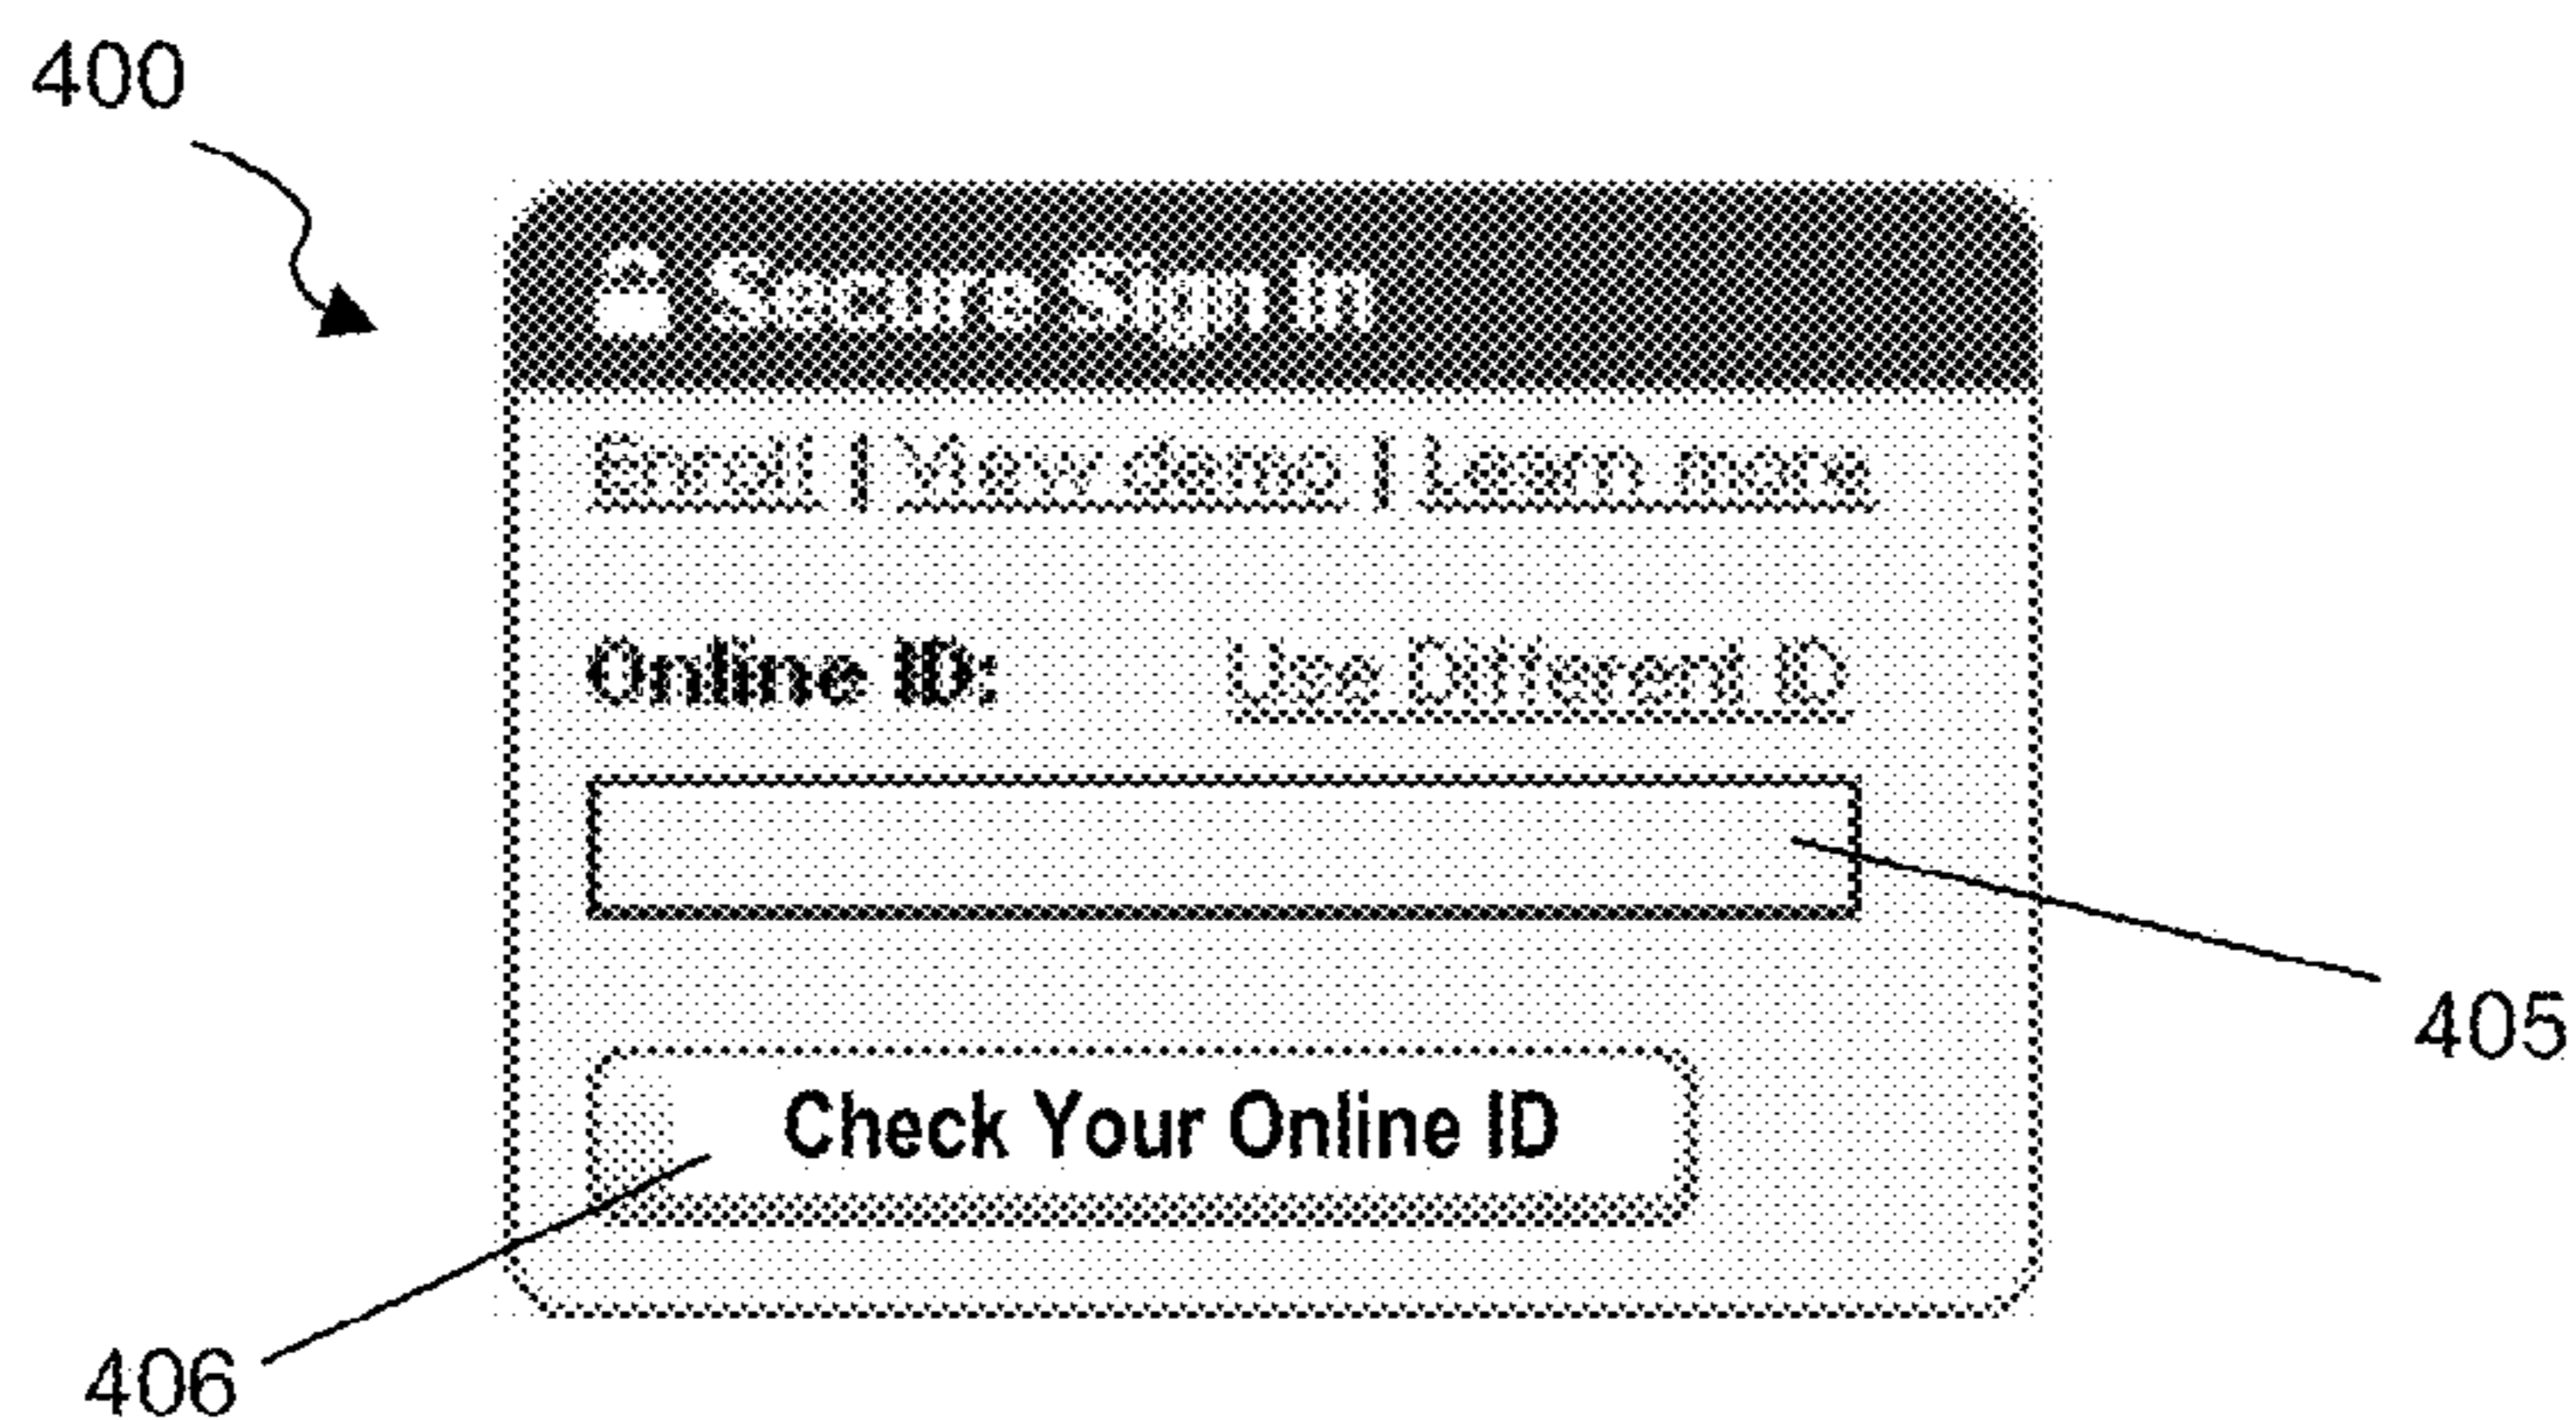 400
Secure Sign In
Enroll | View demo | Learn more
Online ID: Use Different ID
405
Check Your Online ID
406